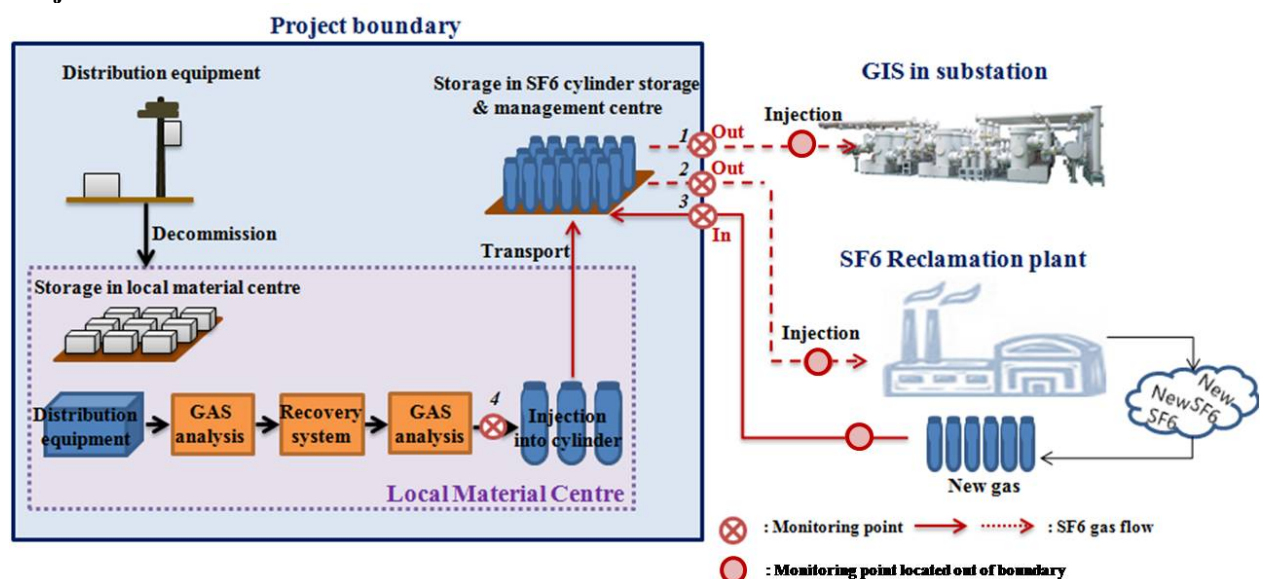 Project boundary
Distribution equipment
Decommission
Storage in SF6 cylinder storage
& management centre
1
Out
2
Out
3
In
Transport
Injection
GIS in substation
SF6 Reclamation plant
Injection
New
New SF6
SF6
New gas
Storage in local material centre
Distribution
equipment
GAS
analysis
Recovery
system
GAS
analysis
4
Injection
into cylinder
Local Material Centre
: Monitoring point
: SF6 gas flow
: Monitoring point located out of boundary